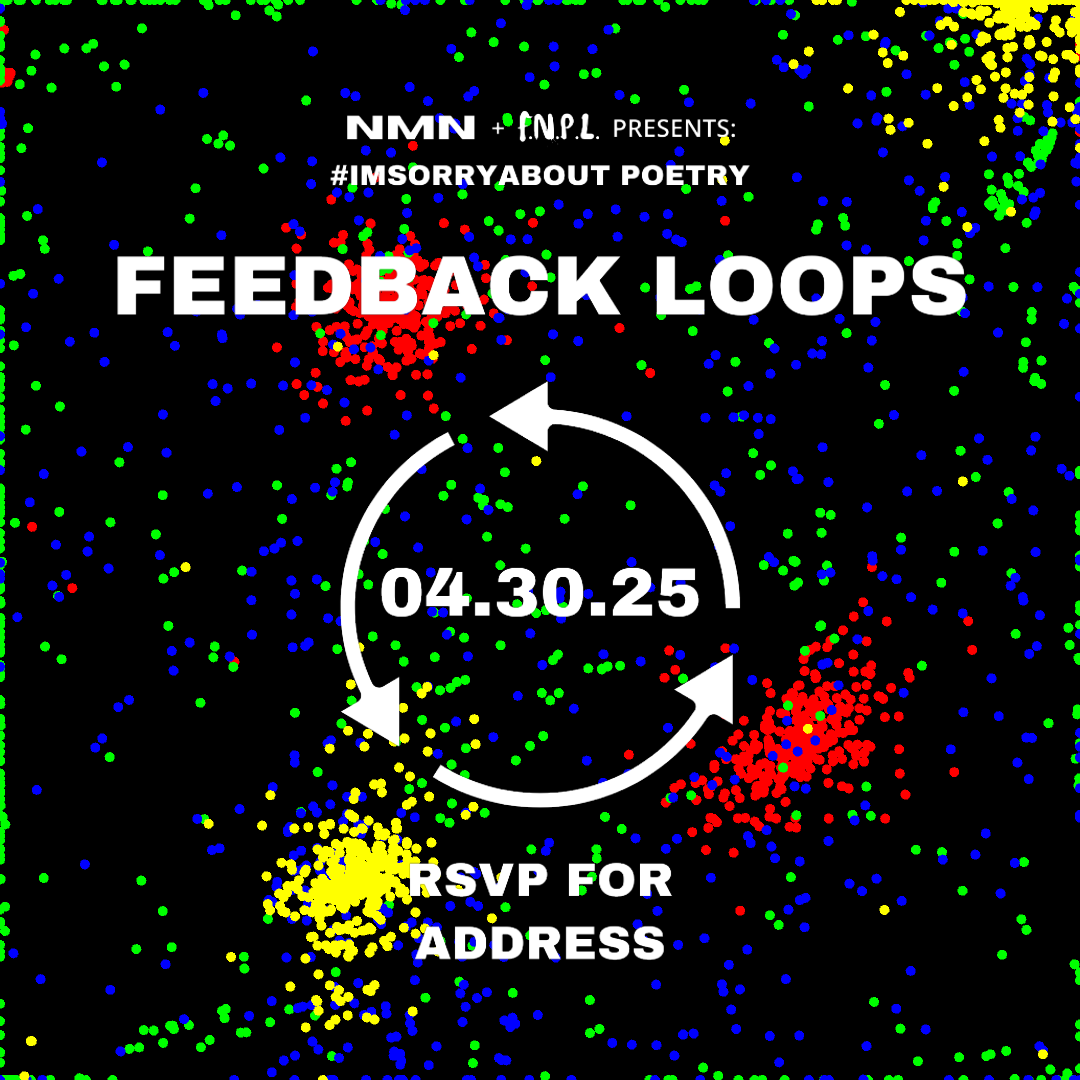 NMN + F.N.P.L. PRESENTS:
#IMSORRYABOUT POETRY
FEEDBACK LOOPS
04.30.25
RSVP FOR
ADDRESS